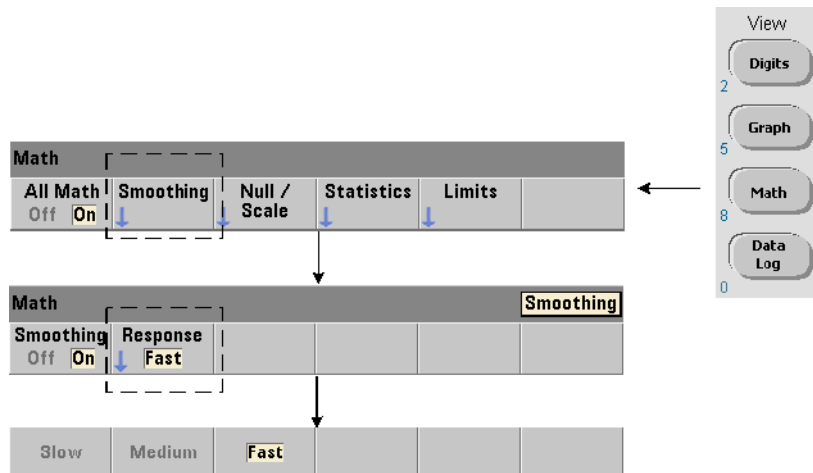 View
Digits
2
Graph
5
Math
8
Data
Log
0
Math
All Math
Off On
Smoothing
Null /
Scale
Statistics
Limits
Math
Smoothing
Smoothing
Off On
Response
Fast
Slow
Medium
Fast